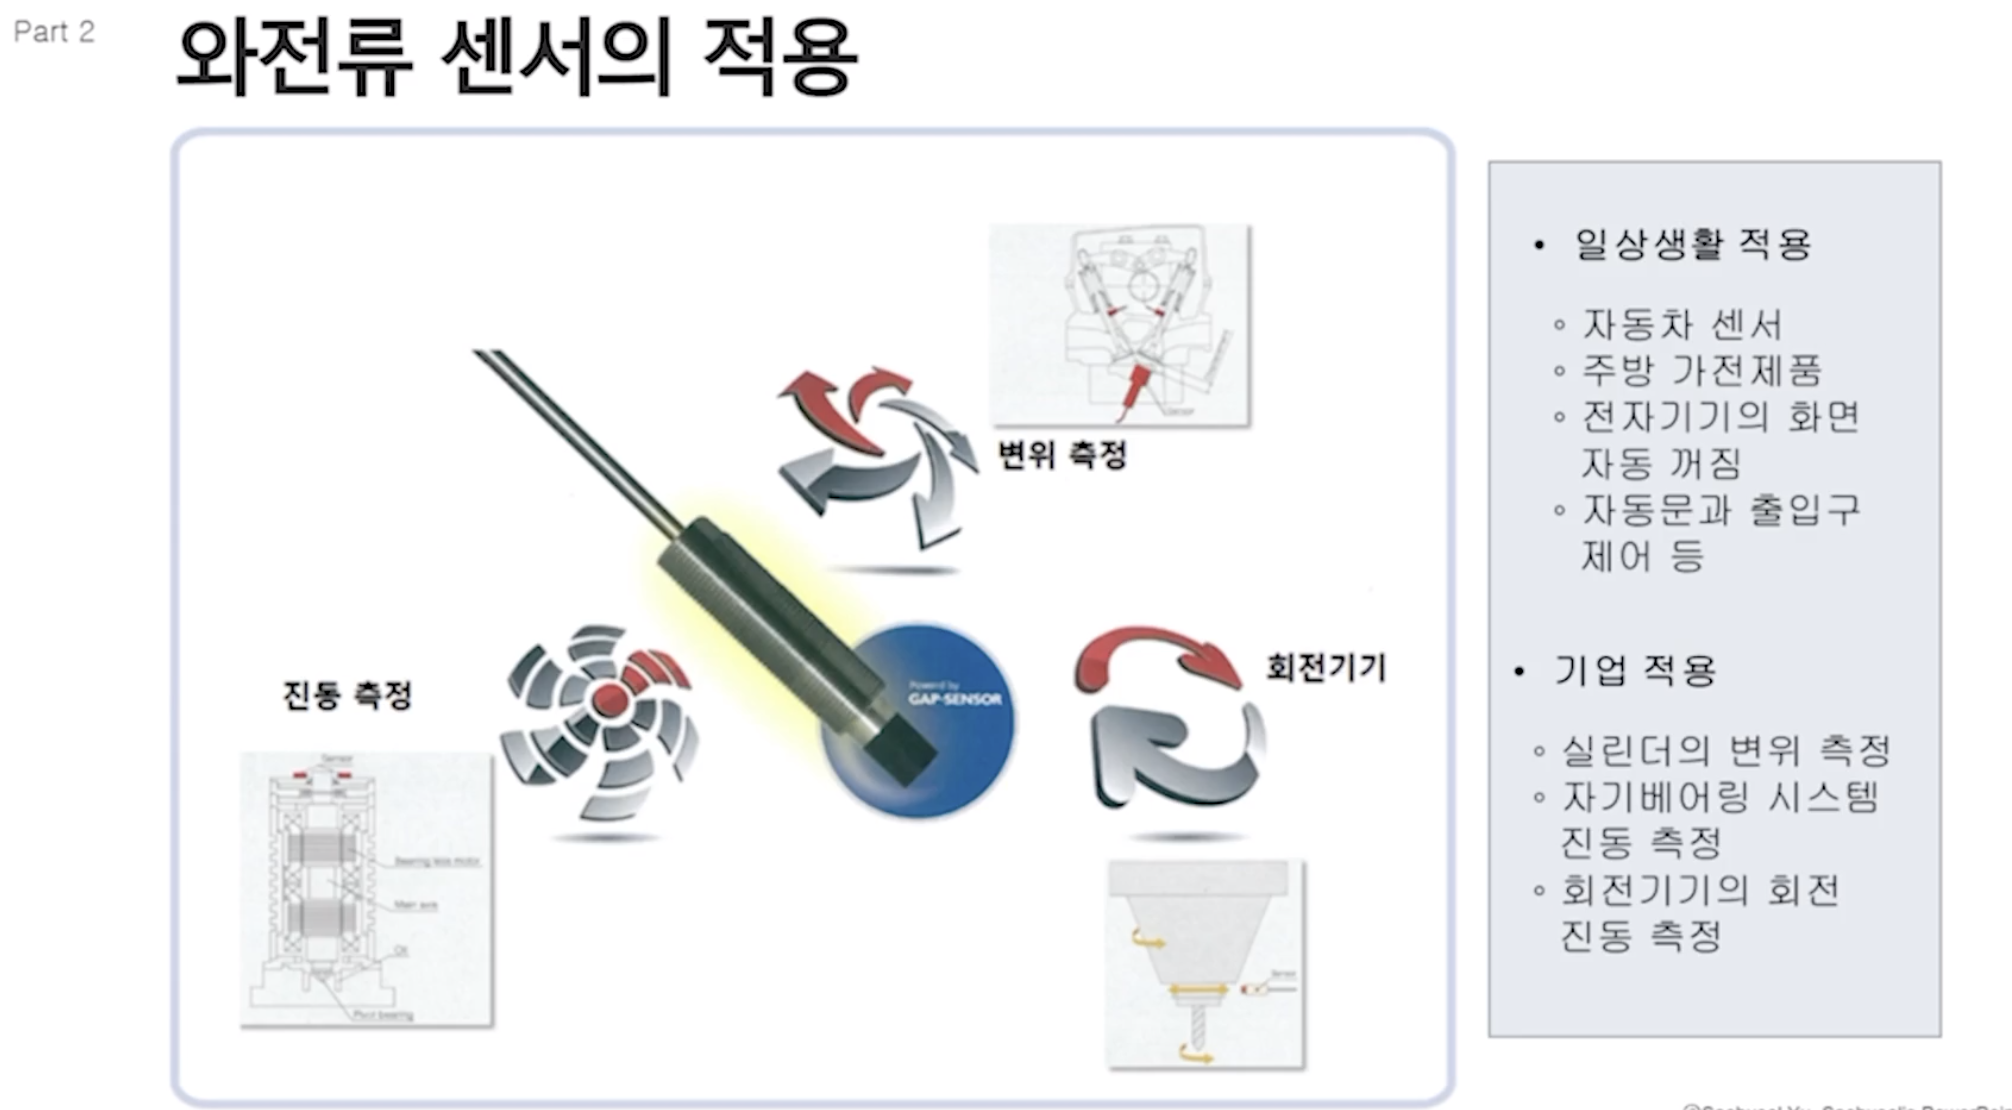 Part 2
와전류 센서의 적용
변위 측정
진동 측정
회전기기
Powered by
GAP-SENSOR
Sensor
Main axis
Oil
Pivot bearing
Sensor
• 일상생활 적용
◦ 자동차 센서
◦ 주방 가전제품
◦ 전자기기의 화면
자동 꺼짐
◦ 자동문과 출입구
제어 등
• 기업 적용
◦ 실린더의 변위 측정
◦ 자기베어링 시스템
진동 측정
◦ 회전기기의 회전
진동 측정